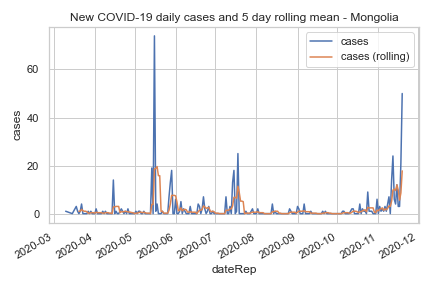 New COVID-19 daily cases and 5 day rolling mean - Mongolia
cases
cases (rolling)
60
40
20
0
cases
2020-03
2020-04
2020-05
2020-06
2020-07
2020-08
2020-09
2020-10
2020-11
2020-12
dateRep